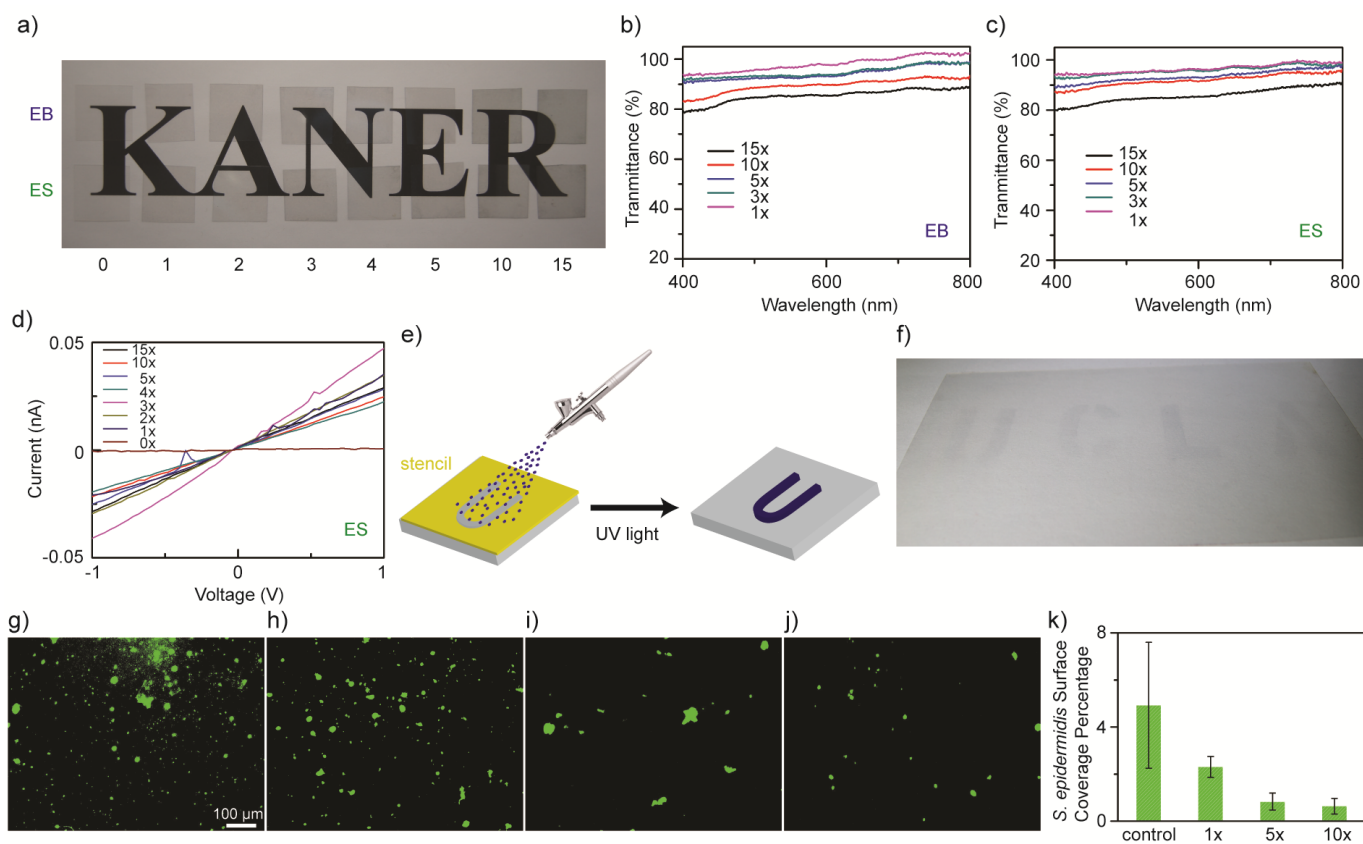 a)
KANER
EB
ES
0 1 2 3 4 5 10 15
b)
Tranmittance (%)
100
80
60
40
20
15x
10x
5x
3x
1x
EB
400 600 800
Wavelength (nm)
c)
Tranmittance (%)
100
80
60
40
20
15x
10x
5x
3x
1x
ES
400 600 800
Wavelength (nm)
d)
Current (nA)
0.05
0
-0.05
15x
10x
5x
4x
3x
2x
1x
0x
ES
-1 0 1
Voltage (V)
e)
stencil
UV light
U
f)
UCLA
g)
100 µm
h)
i)
j)
k)
S. epidermidis Surface
Coverage Percentage
8
4
0
control 1x 5x 10x